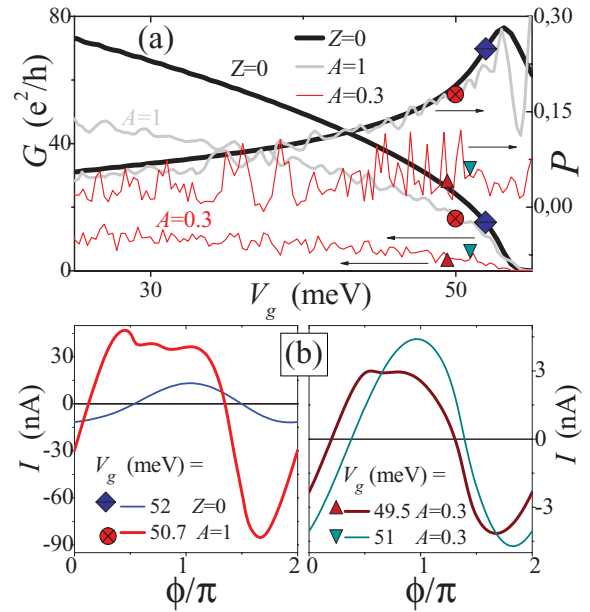 80
(a)
Z=0
A=1
A=0.3
0,30
Z=0
A=1
G (e²/h)
40
0,15
P
A=0.3
0,00
0
30
V_g (meV)
50
(b)
30
0
-30
-60
-90
I (nA)
V_g (meV) =
52 Z=0
50.7 A=1
0
1
2
ϕ/π
3
0
-3
I (nA)
V_g (meV) =
49.5 A=0.3
51 A=0.3
0
1
2
ϕ/π